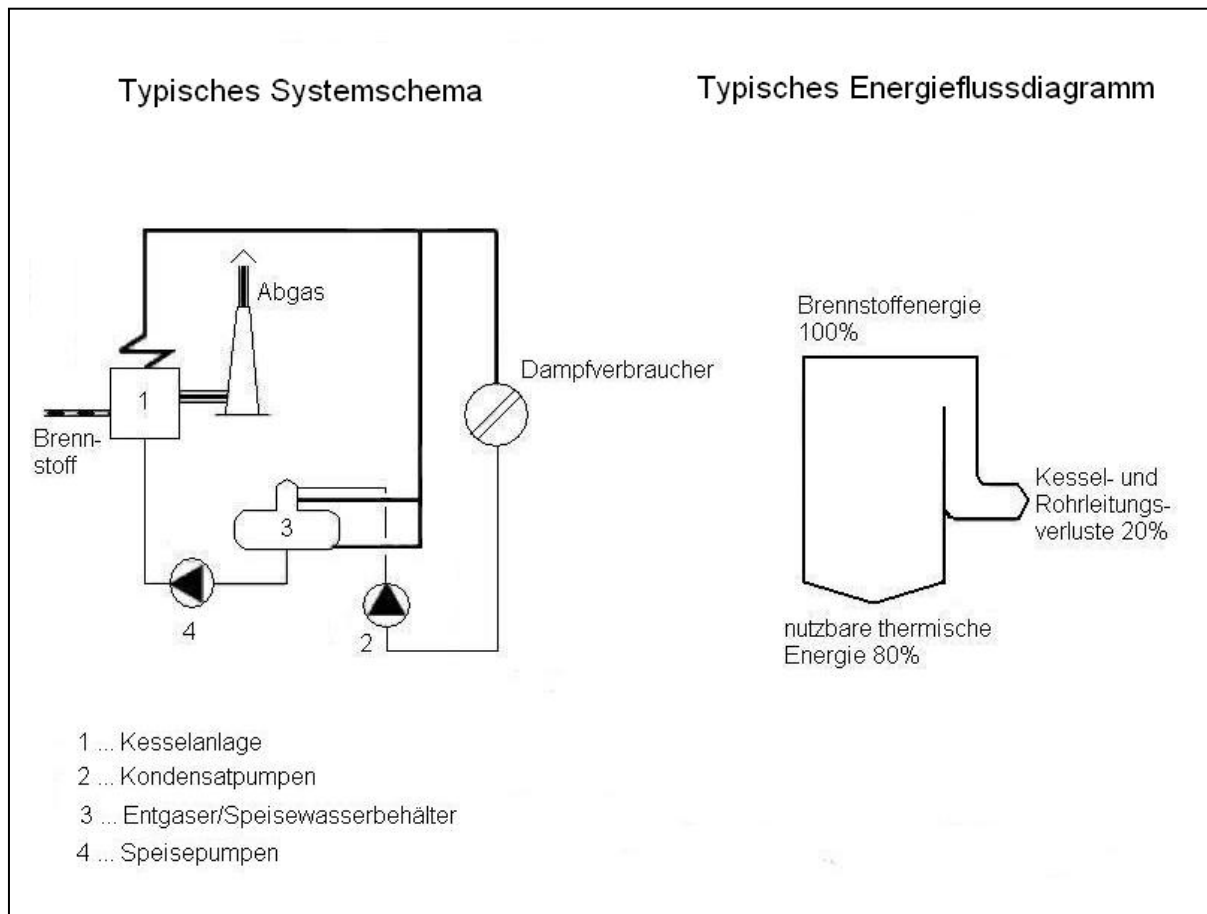 Typisches Systemschema
Typisches Energieflussdiagramm
Abgas
Dampfverbraucher
1
Brenn-
stoff
3
4
2
Brennstoffenergie
100%
Kessel- und
Rohrleitungs-
verluste 20%
nutzbare thermische
Energie 80%
1 ... Kesselanlage
2 ... Kondensatpumpen
3 ... Entgaser/Speisewasserbehälter
4 ... Speisepumpen